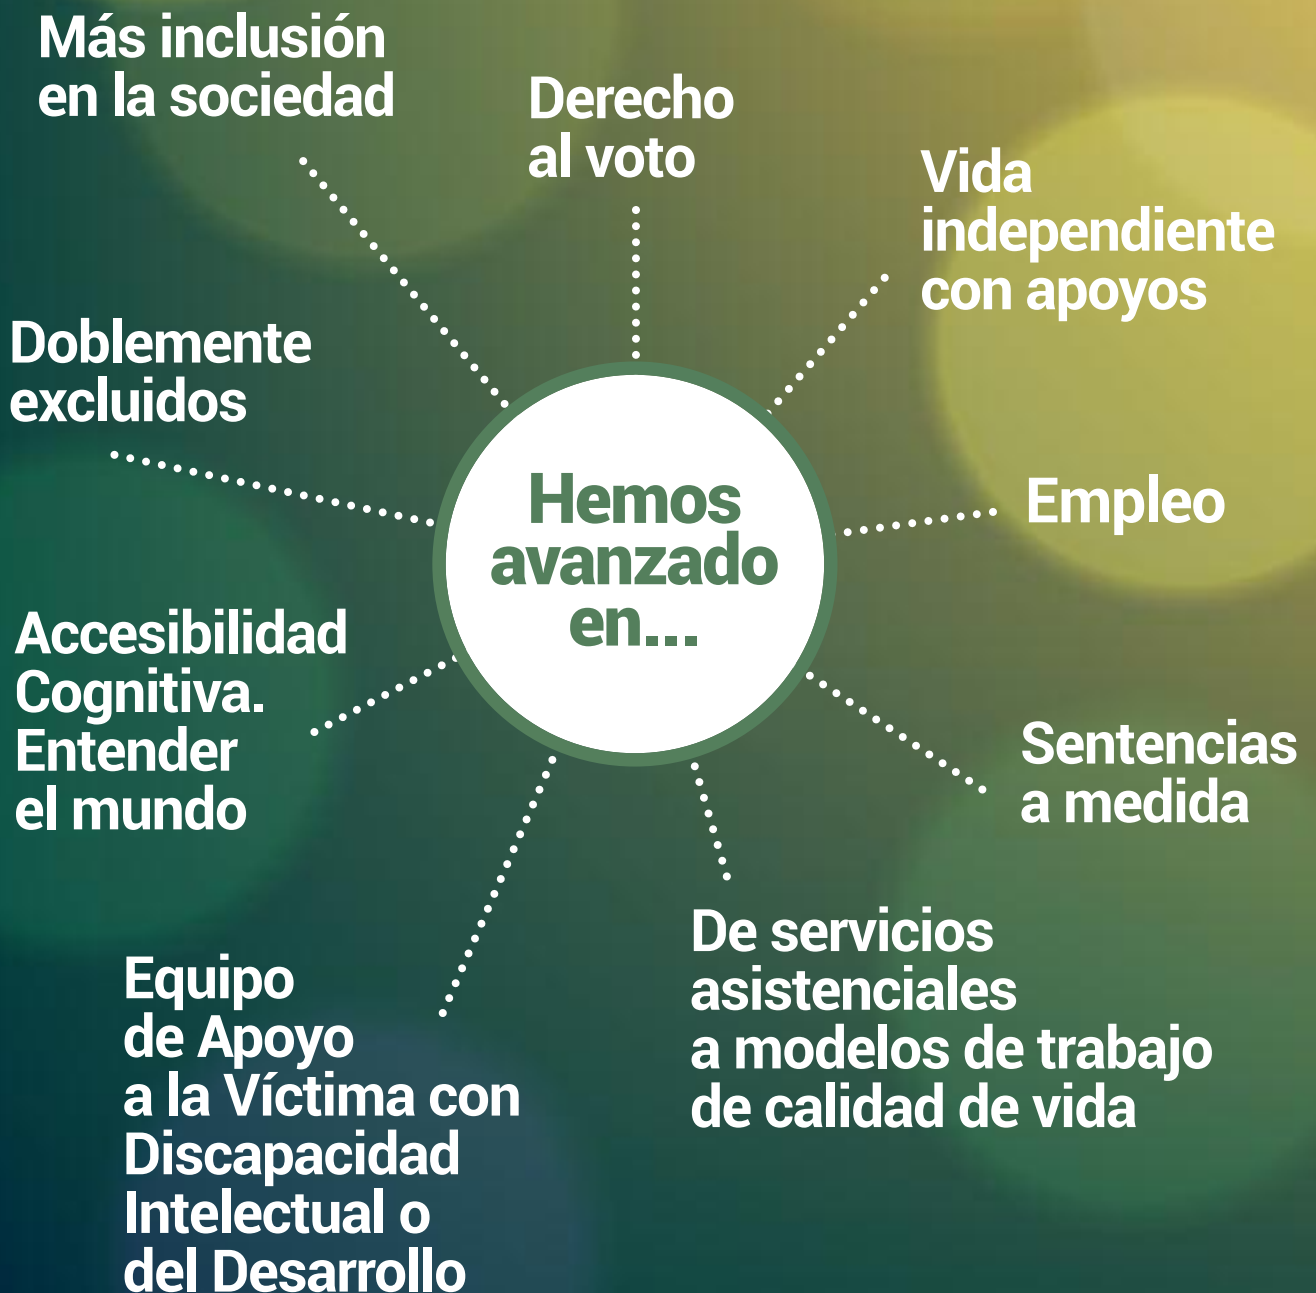 Más inclusión
en la sociedad
Derecho
al voto
Vida
independiente
con apoyos
Doblemente
excluidos
Hemos
avanzado
en...
Empleo
Accesibilidad
Cognitiva.
Entender
el mundo
Sentencias
a medida
De servicios
asistenciales
a modelos de trabajo
de calidad de vida
Equipo
de Apoyo
a la Víctima con
Discapacidad
Intelectual o
del Desarrollo